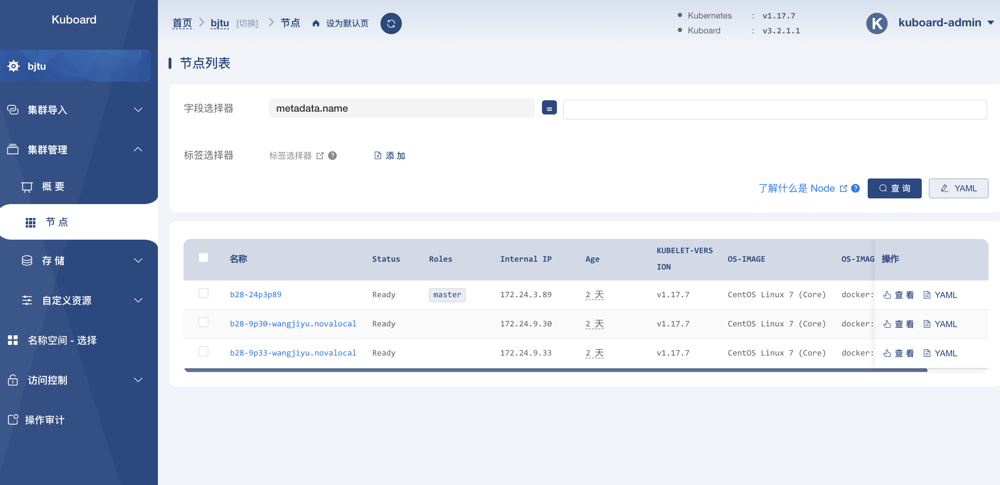 Kuboard
bjtu
集群导入
集群管理
概 要
节 点
存 储
自定义资源
名称空间 - 选择
访问控制
操作审计
首页 > bjtu [切换] > 节点 设为默认页
Kubernetes : v1.17.7
Kuboard : v3.2.1.1
K kuboard-admin
节点列表
字段选择器 metadata.name =
标签选择器 标签选择器 ? 添 加
了解什么是 Node ? 查 询 YAML
名称 Status Roles Internal IP Age KUBELET-VERS OS-IMAGE OS-IMAG 操作
ION
b28-24p3p89 Ready master 172.24.3.89 2 天 v1.17.7 CentOS Linux 7 (Core) docker: 查 看 YAML
b28-9p30-wangjiyu.novalocal Ready 172.24.9.30 2 天 v1.17.7 CentOS Linux 7 (Core) docker: 查 看 YAML
b28-9p33-wangjiyu.novalocal Ready 172.24.9.33 2 天 v1.17.7 CentOS Linux 7 (Core) docker: 查 看 YAML